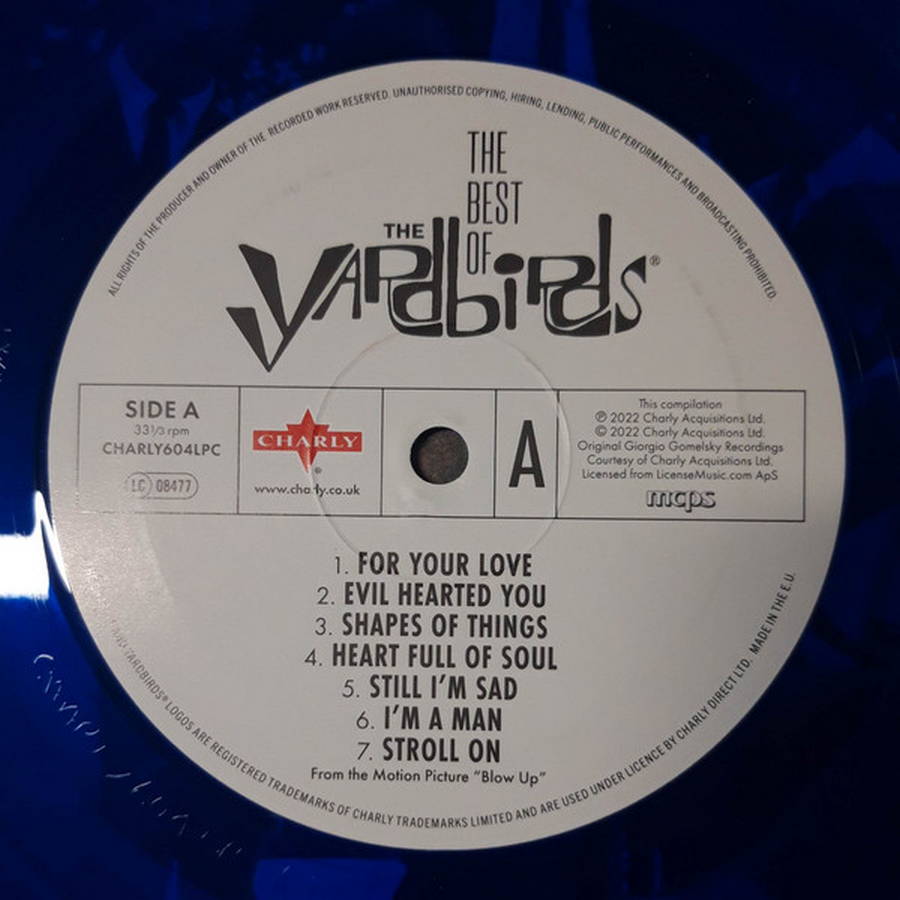 ALL RIGHTS OF THE PRODUCER AND OWNER OF THE RECORDED WORK RESERVED. UNAUTHORISED COPYING, HIRING, LENDING, PUBLIC PERFORMANCES AND BROADCASTING PROHIBITED.
THE
BEST
OF
THE
YARDbiRds®
SIDE A
33⅓ rpm
CHARLY604LPC
LC 08477
CHARLY®
www.charly.co.uk
A
This compilation
℗ 2022 Charly Acquisitions Ltd.
© 2022 Charly Acquisitions Ltd.
Original Giorgio Gomelsky Recordings
Courtesy of Charly Acquisitions Ltd.
Licensed from LicenseMusic.com ApS
mcps
1. FOR YOUR LOVE
2. EVIL HEARTED YOU
3. SHAPES OF THINGS
4. HEART FULL OF SOUL
5. STILL I'M SAD
6. I'M A MAN
7. STROLL ON
From the Motion Picture "Blow Up"
YARDBIRDS® LOGOS ARE REGISTERED TRADEMARKS OF CHARLY TRADEMARKS LIMITED AND ARE USED UNDER LICENCE BY CHARLY DIRECT LTD. MADE IN THE E.U.